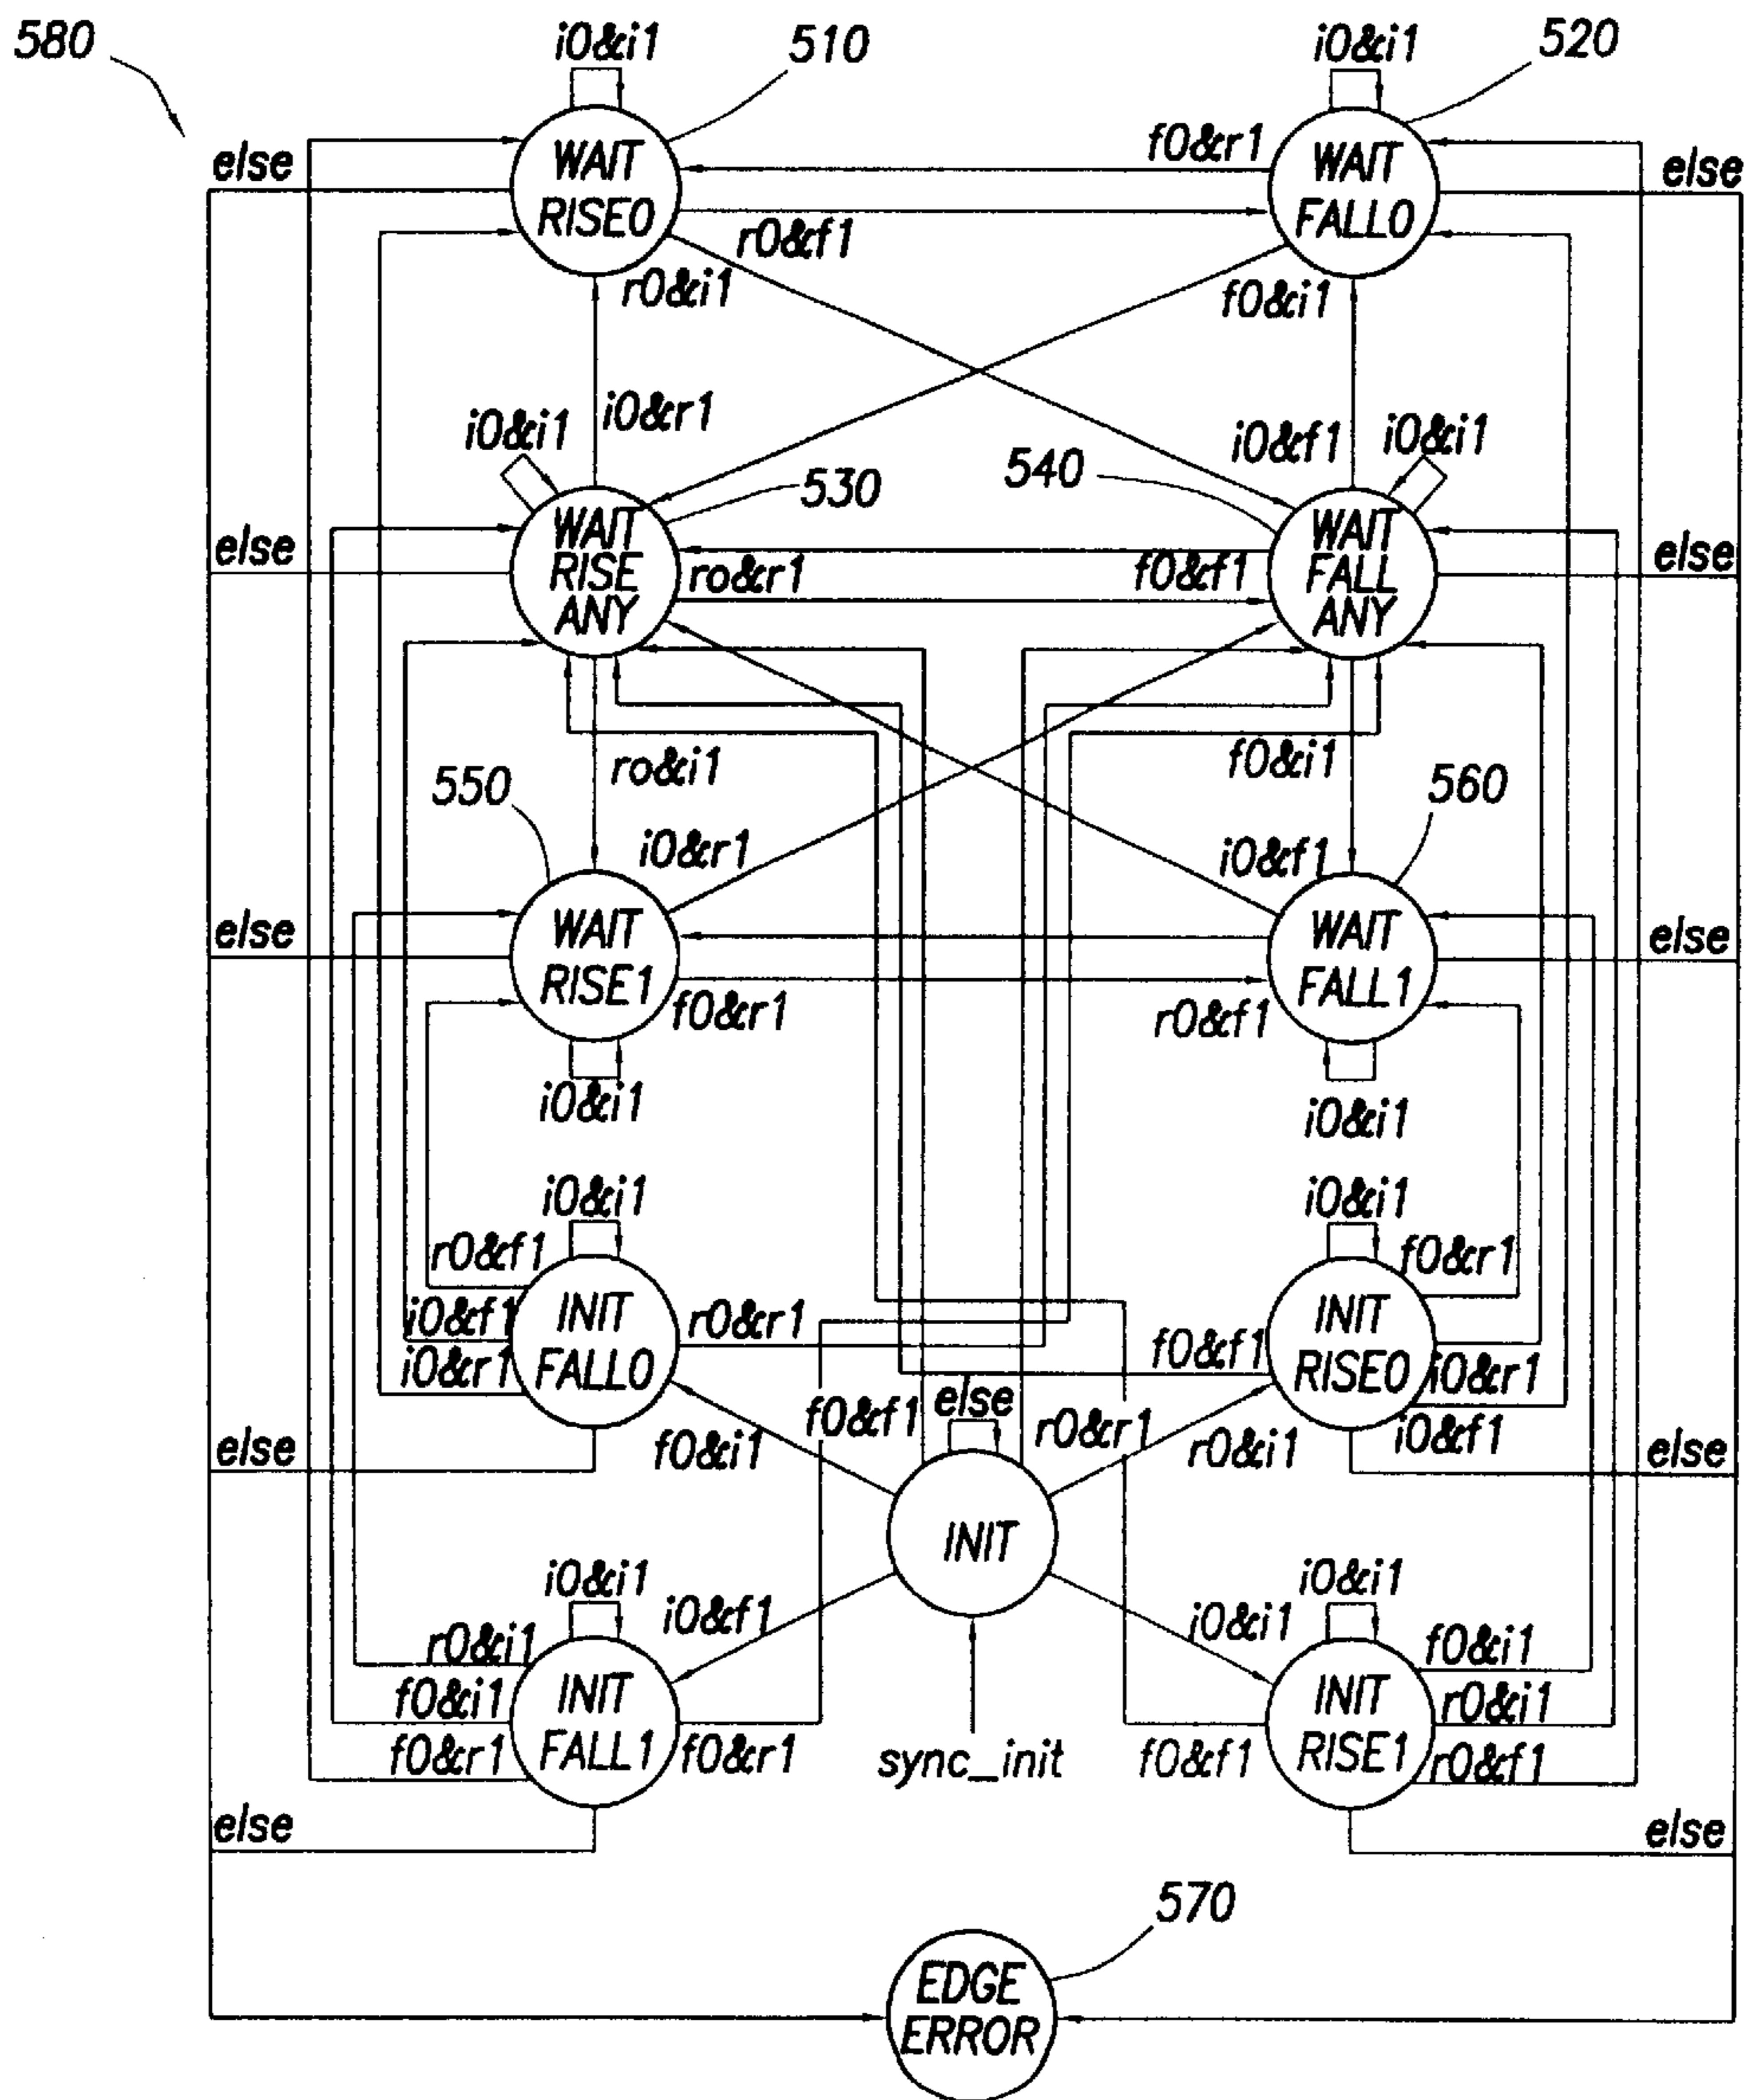 580
i0&i1
510
i0&i1
520
else
WAIT
RISE0
f0&r1
WAIT
FALL0
else
r0&f1
r0&i1
f0&i1
i0&r1
i0&i1
i0&f1
i0&i1
530
540
else
WAIT
RISE
ANY
ro&r1
f0&f1
WAIT
FALL
ANY
else
ro&i1
f0&i1
550
560
i0&r1
i0&f1
else
WAIT
RISE1
WAIT
FALL1
else
f0&r1
r0&f1
i0&i1
i0&i1
i0&i1
i0&i1
r0&f1
f0&r1
i0&f1
INIT
FALL0
r0&r1
i0&r1
f0&f1
INIT
RISE0
i0&r1
else
f0&f1
r0&r1
i0&f1
else
f0&i1
r0&i1
else
INIT
i0&i1
i0&i1
i0&f1
i0&i1
r0&i1
f0&i1
f0&i1
INIT
FALL1
INIT
RISE1
r0&i1
f0&r1
f0&r1
sync_init
f0&f1
r0&f1
else
else
570
EDGE
ERROR